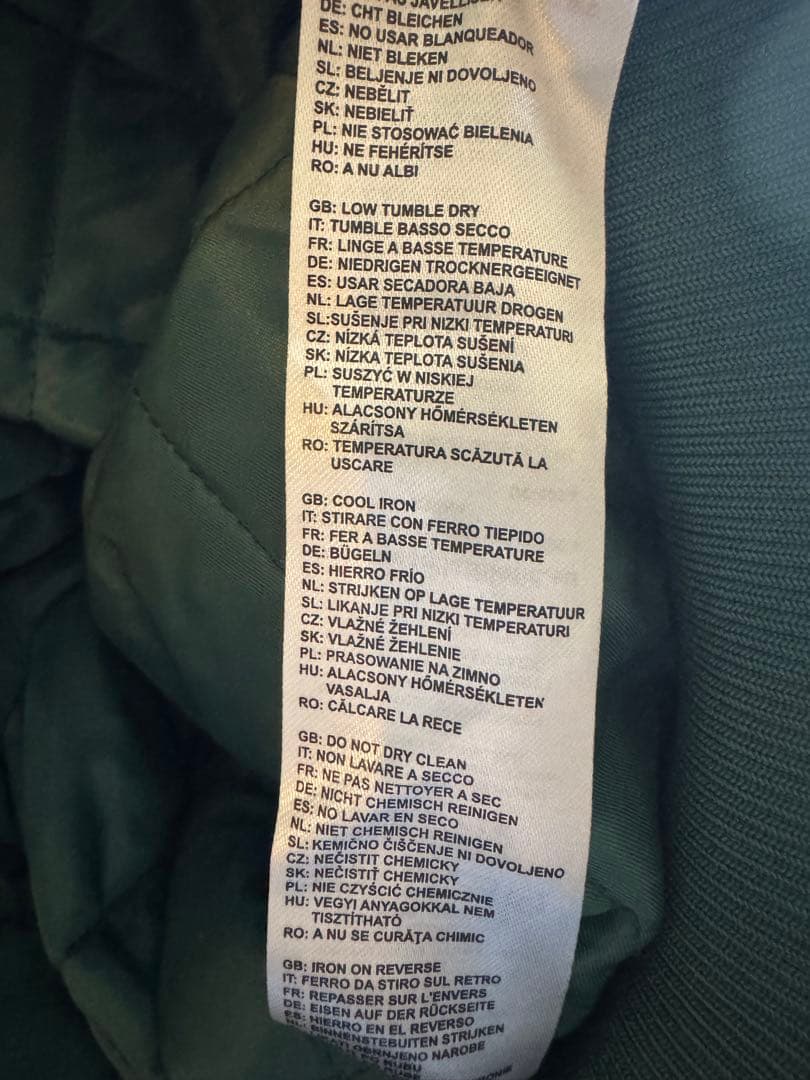 JAVELLISER
DE: CHT BLEICHEN
ES: NO USAR BLANQUEADOR
NL: NIET BLEKEN
SL: BELJENJE NI DOVOLJENO
CZ: NEBĚLIT
SK: NEBIELIŤ
PL: NIE STOSOWAĆ BIELENIA
HU: NE FEHÉRÍTSE
RO: A NU ALBI
GB: LOW TUMBLE DRY
IT: TUMBLE BASSO SECCO
FR: LINGE A BASSE TEMPERATURE
DE: NIEDRIGEN TROCKNERGEEIGNET
ES: USAR SECADORA BAJA
NL: LAGE TEMPERATUUR DROGEN
SL:SUŠENJE PRI NIZKI TEMPERATURI
CZ: NÍZKÁ TEPLOTA SUŠENÍ
SK: NÍZKA TEPLOTA SUŠENIA
PL: SUSZYĆ W NISKIEJ
TEMPERATURZE
HU: ALACSONY HŐMÉRSÉKLETEN
SZÁRÍTSA
RO: TEMPERATURA SCĂZUTĂ LA
USCARE
GB: COOL IRON
IT: STIRARE CON FERRO TIEPIDO
FR: FER A BASSE TEMPERATURE
DE: BÜGELN
ES: HIERRO FRÍO
NL: STRIJKEN OP LAGE TEMPERATUUR
SL: LIKANJE PRI NIZKI TEMPERATURI
CZ: VLAŽNÉ ŽEHLENÍ
SK: VLAŽNÉ ŽEHLENIE
PL: PRASOWANIE NA ZIMNO
HU: ALACSONY HŐMÉRSÉKLETEN
VASALJA
RO: CĂLCARE LA RECE
GB: DO NOT DRY CLEAN
IT: NON LAVARE A SECCO
FR: NE PAS NETTOYER A SEC
DE: NICHT CHEMISCH REINIGEN
ES: NO LAVAR EN SECO
NL: NIET CHEMISCH REINIGEN
SL: KEMIČNO ČIŠČENJE NI DOVOLJENO
CZ: NEČISTIT CHEMICKY
SK: NEČISTIŤ CHEMICKY
PL: NIE CZYŚCIĆ CHEMICZNIE
HU: VEGYI ANYAGOKKAL NEM
TISZTÍTHATÓ
RO: A NU SE CURĂŢA CHIMIC
GB: IRON ON REVERSE
IT: FERRO DA STIRO SUL RETRO
FR: REPASSER SUR L'ENVERS
DE: EISEN AUF DER RÜCKSEITE
ES: HIERRO EN EL REVERSO
NL: BINNENSTEBUITEN STRIJKEN
OBRNJENO NAROBE